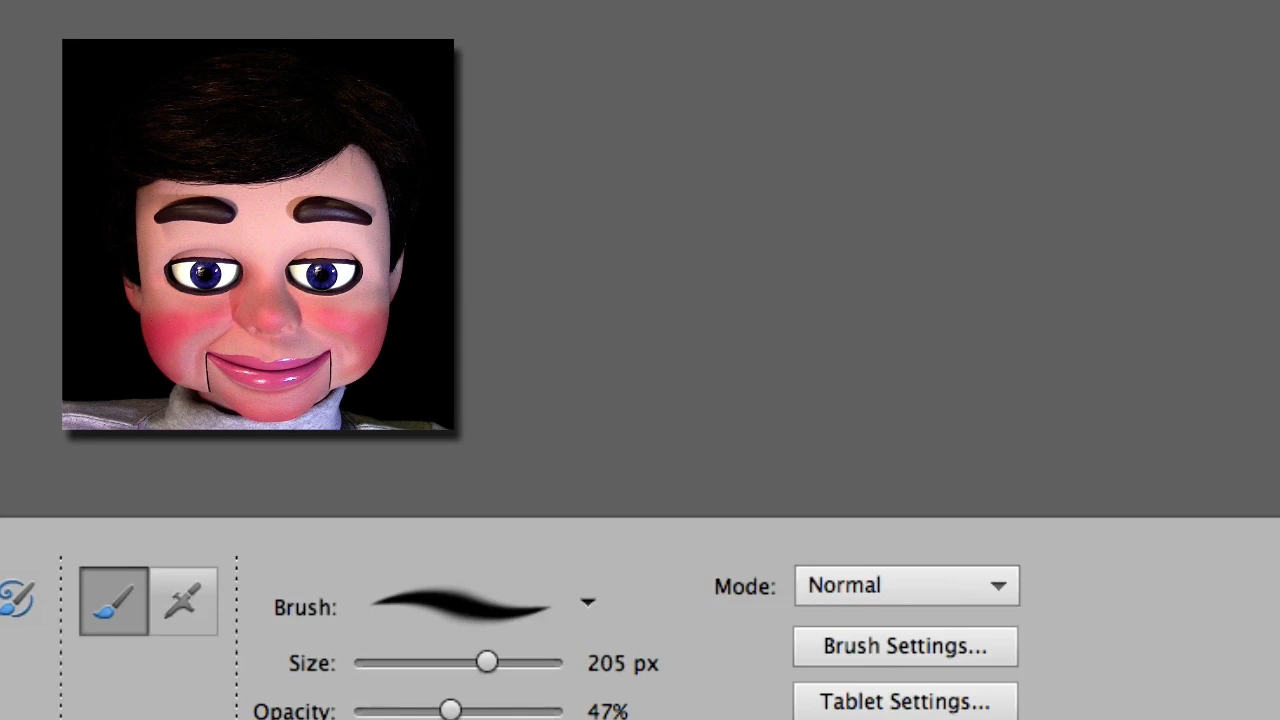 Mode: Normal
Brush:
Brush Settings...
Size: 205 px
Tablet Settings...
Opacity: 47%